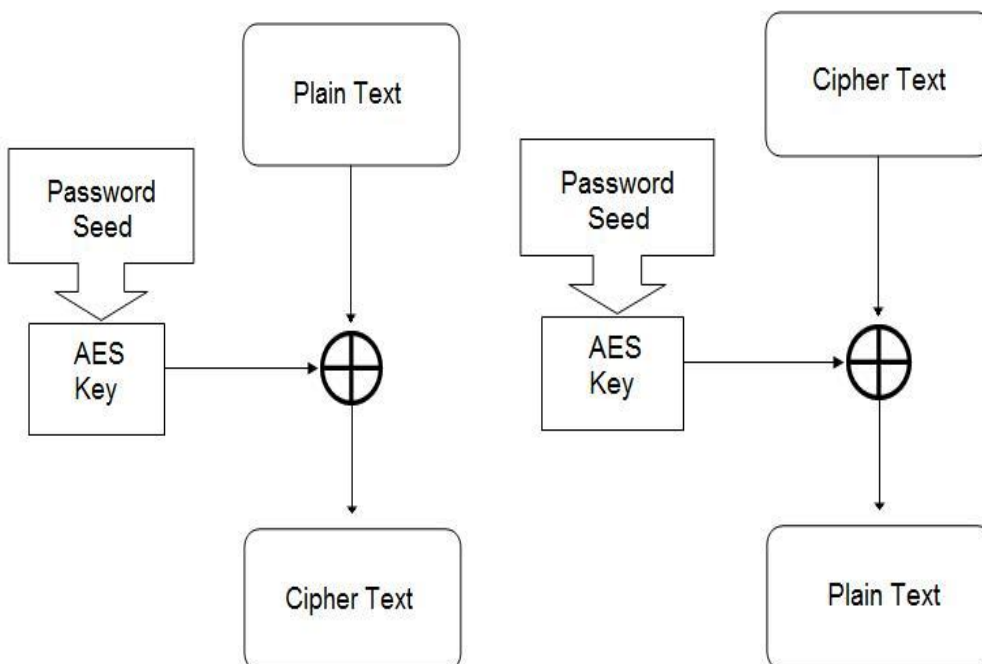 Plain Text
Password
Seed
AES
Key
Cipher Text
Cipher Text
Password
Seed
AES
Key
Plain Text